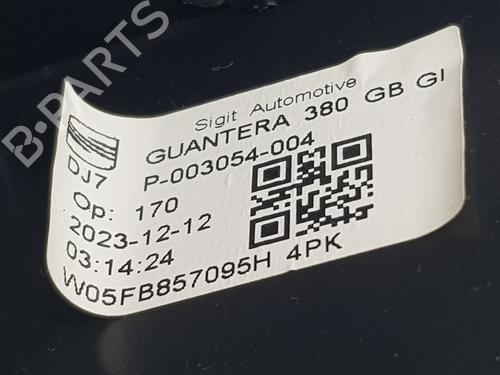 B-PARTS
Sigit Automotive
GUANTERA 380 GB GI
DJ7
P-003054-004
Op: 170
2023-12-12
03:14:24
W05FB857095H 4PK